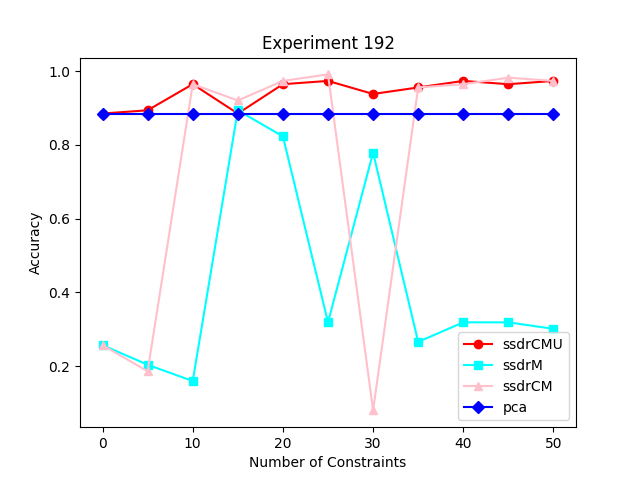 Experiment 192
Accuracy
1.0
0.8
0.6
0.4
0.2
0 10 20 30 40 50
Number of Constraints
ssdrCMU
ssdrM
ssdrCM
pca